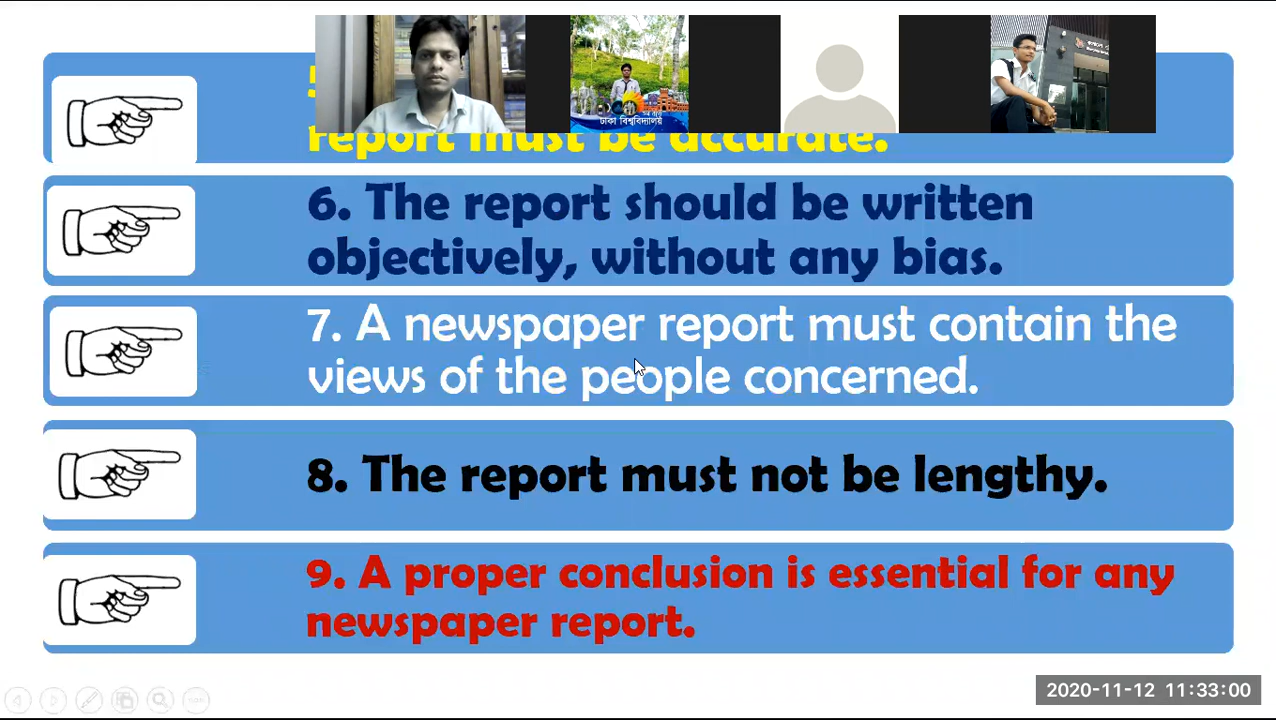 ঢাকা বিশ্ববিদ্যালয়
report must be accurate.
6. The report should be written
objectively, without any bias.
7. A newspaper report must contain the
views of the people concerned.
8. The report must not be lengthy.
9. A proper conclusion is essential for any
newspaper report.
2020-11-12 11:33:00